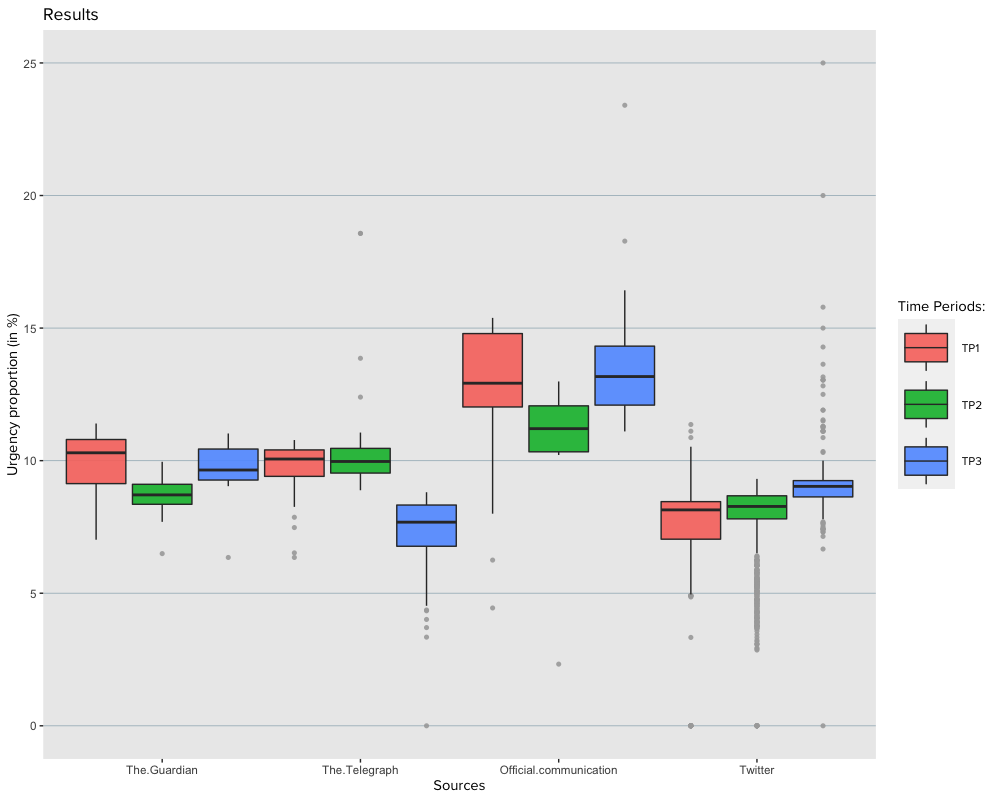 Results
Urgency proportion (in %)
25
20
15
10
5
0
The.Guardian
The.Telegraph
Official.communication
Twitter
Sources
Time Periods:
TP1
TP2
TP3